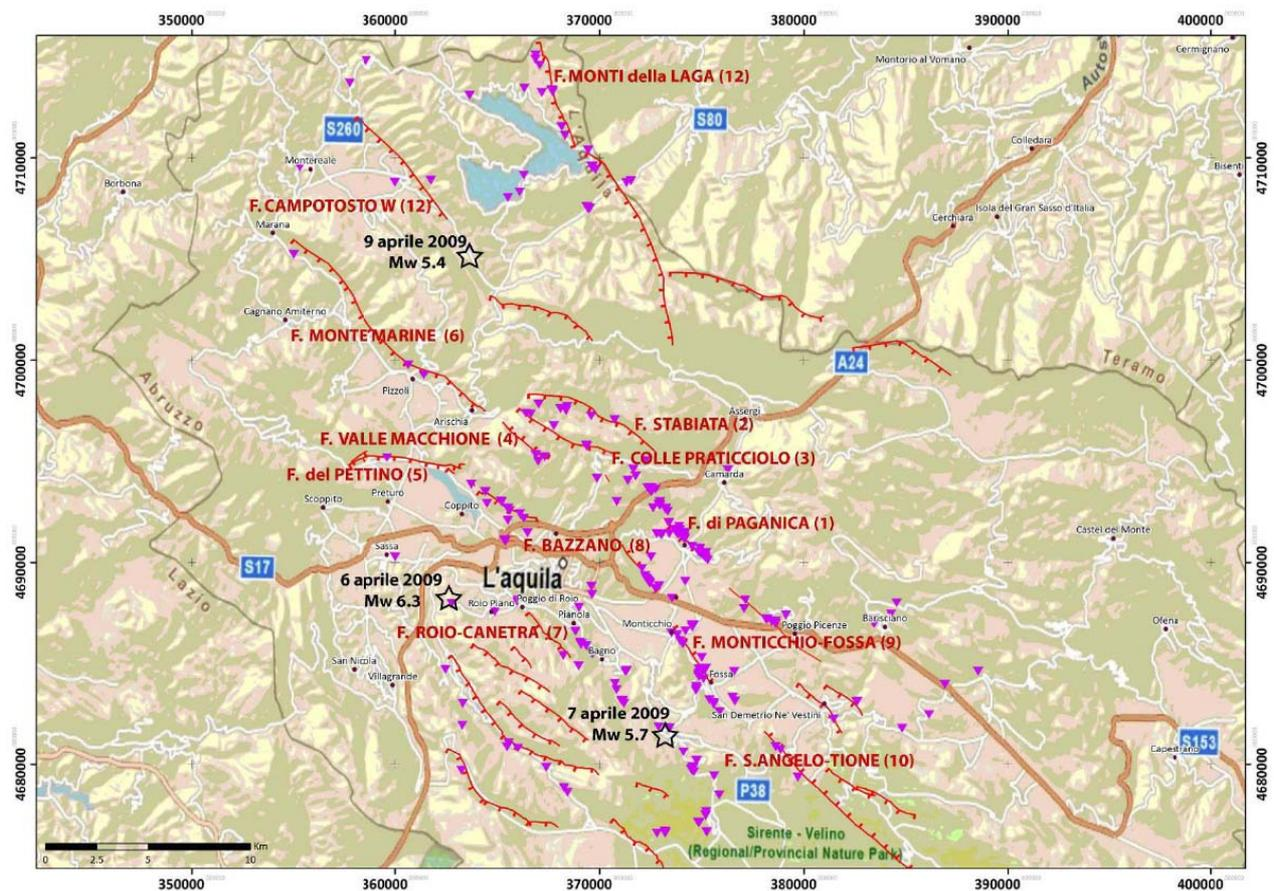 350000 360000 370000 380000 390000 400000
Cermignano
Montorio al Vomano
F. MONTI della LAGA (12)
Autos
S260
S80
L'Aquila
Colledara
Montereale
4710000 4710000
Bisenti
Borbona
F. CAMPOTOSTO W (12)
Isola del Gran Sasso d'Italia
Cerchiara
Marana
9 aprile 2009
Mw 5.4
Cagnano Amiterno
F. MONTEMARINE (6)
4700000 4700000
A24
Teramo
Pizzoli
Abruzzo
Arischia
Assergi
F. STABIATA (2)
F. VALLE MACCHIONE (4)
F. COLLE PRATICCIOLO (3)
F. del PETTINO (5)
Camarda
Scoppito
Preturo
Coppito
F. di PAGANICA (1)
Castel del Monte
F. BAZZANO (8)
Sassa
4690000 4690000
S17
L'aquila
6 aprile 2009
Mw 6.3
Lazio
Roio Piano
Poggio di Roio
Pianola
Monticchio
Poggio Picenze
Barisciano
Ofena
F. ROIO-CANETRA (7)
F. MONTICCHIO-FOSSA (9)
Bagno
San Nicola
Villagrande
Fossa
7 aprile 2009
Mw 5.7
San Demetrio Ne' Vestini
S153
Capestrano
F. S.ANGELO-TIONE (10)
4680000 4680000
P38
Sirente - Velino
(Regional/Provincial Nature Park)
0 2.5 5 10 Km
350000 360000 370000 380000 390000 400000